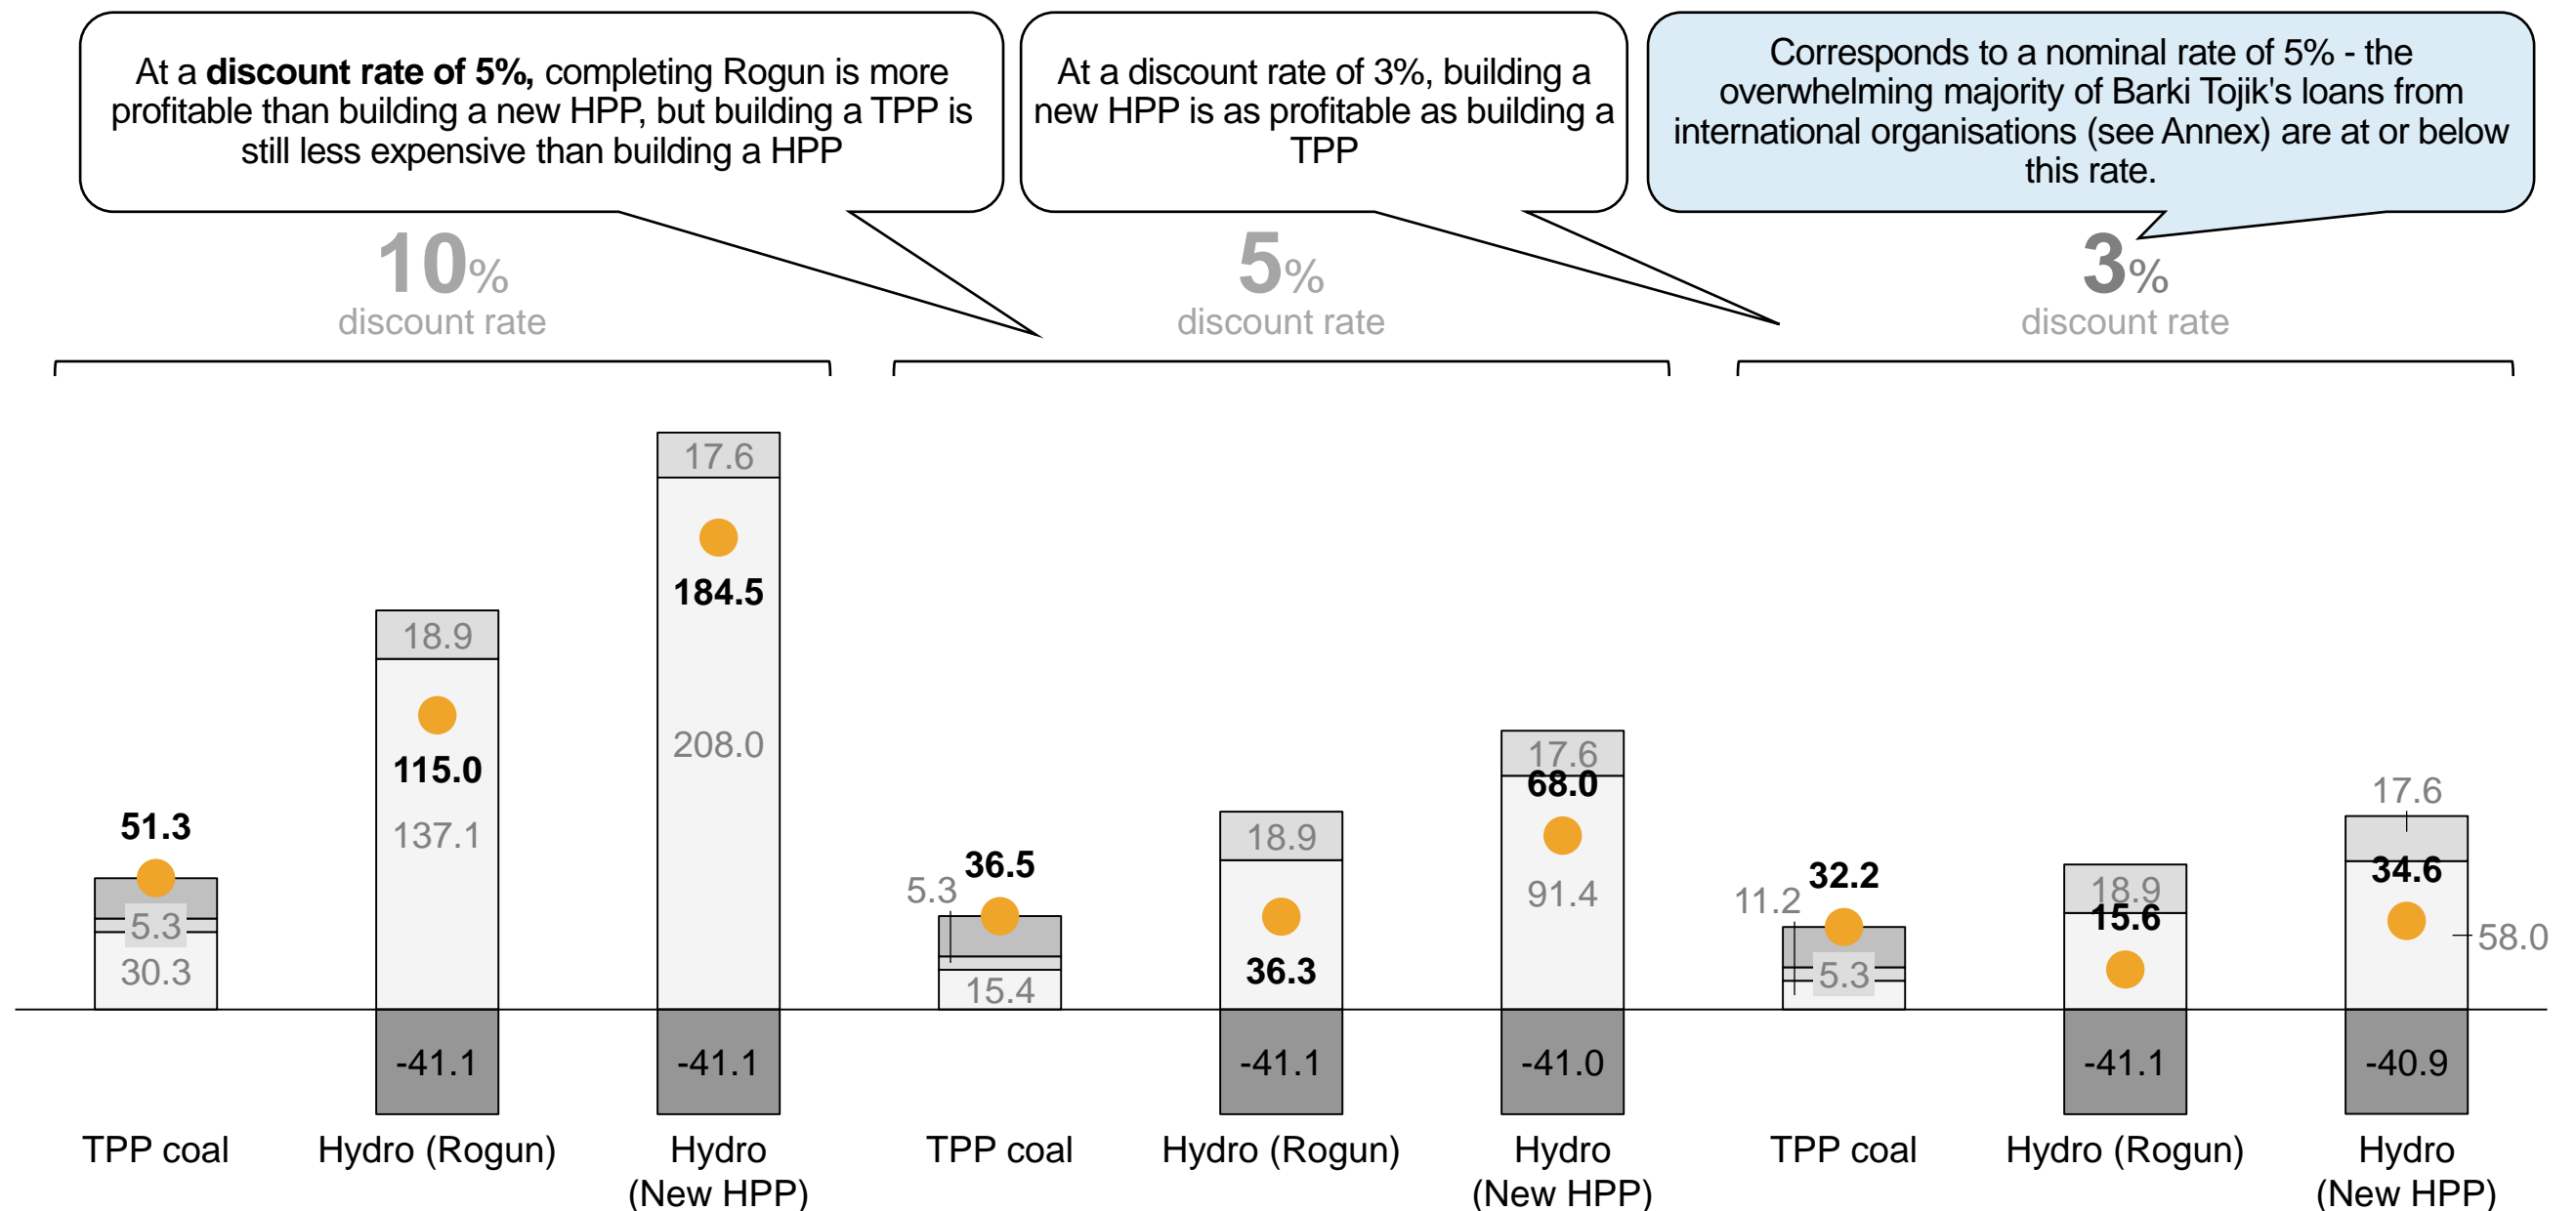 At a discount rate of 5%, completing Rogun is more
profitable than building a new HPP, but building a TPP is
still less expensive than building a HPP
At a discount rate of 3%, building a
new HPP is as profitable as building a
TPP
Corresponds to a nominal rate of 5% - the
overwhelming majority of Barki Tojik's loans from
international organisations (see Annex) are at or below
this rate.
10%
discount rate
5%
discount rate
3%
discount rate
51.3
5.3
30.3
TPP coal
18.9
115.0
137.1
-41.1
Hydro (Rogun)
17.6
184.5
208.0
-41.1
Hydro
(New HPP)
36.5
5.3
15.4
TPP coal
18.9
36.3
-41.1
Hydro (Rogun)
17.6
68.0
91.4
-41.0
Hydro
(New HPP)
32.2
11.2
5.3
TPP coal
18.9
15.6
-41.1
Hydro (Rogun)
17.6
34.6
58.0
-40.9
Hydro
(New HPP)